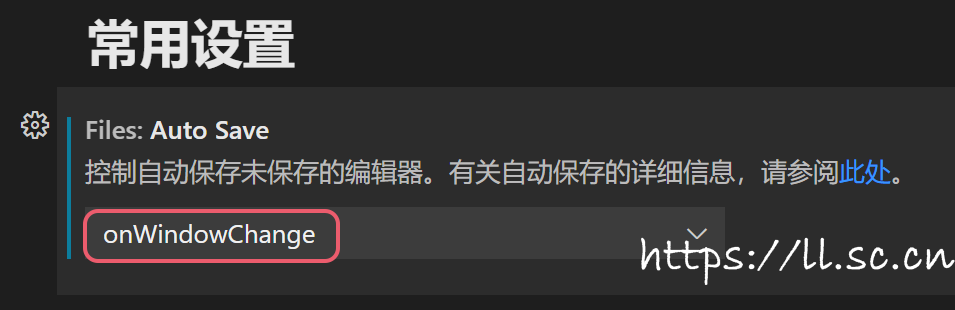 常用设置
Files: Auto Save
控制自动保存未保存的编辑器。有关自动保存的详细信息，请参阅此处。
onWindowChange
https://ll.sc.cn